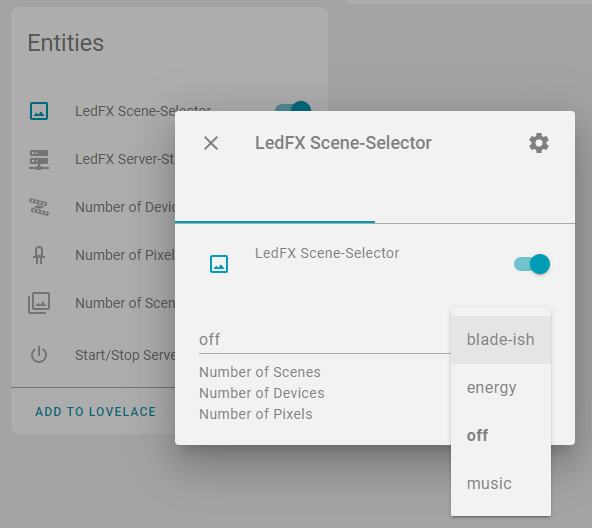 Entities
LedFX Scene-Selector
LedFX Server-St
Number of Devic
Number of Pixel
Number of Scen
Start/Stop Serve
ADD TO LOVELACE
LedFX Scene-Selector
LedFX Scene-Selector
off
Number of Scenes
Number of Devices
Number of Pixels
blade-ish
energy
off
music